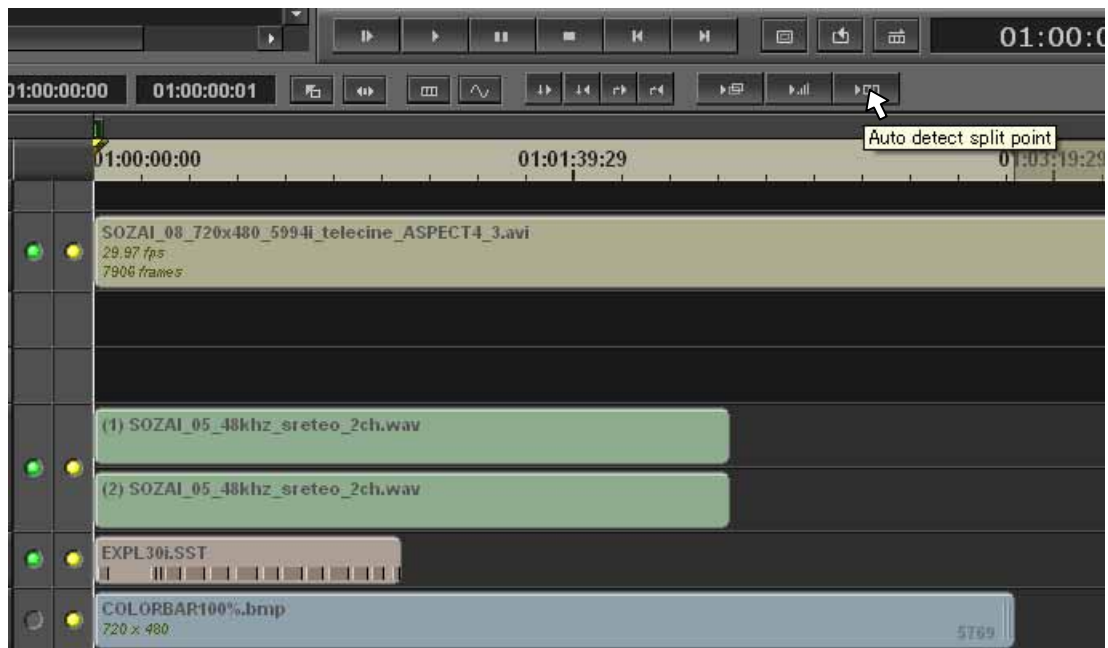 01:00:0
01:00:00:00 01:00:00:01
Auto detect split point
01:00:00:00 01:01:39:29 01:03:19:29
SOZAI_08_720x480_5994i_telecine_ASPECT4_3.avi
29.97 fps
7906 frames
(1) SOZAI_05_48khz_sreteo_2ch.wav
(2) SOZAI_05_48khz_sreteo_2ch.wav
EXPL30i.SST
COLORBAR100%.bmp
720 x 480
5769